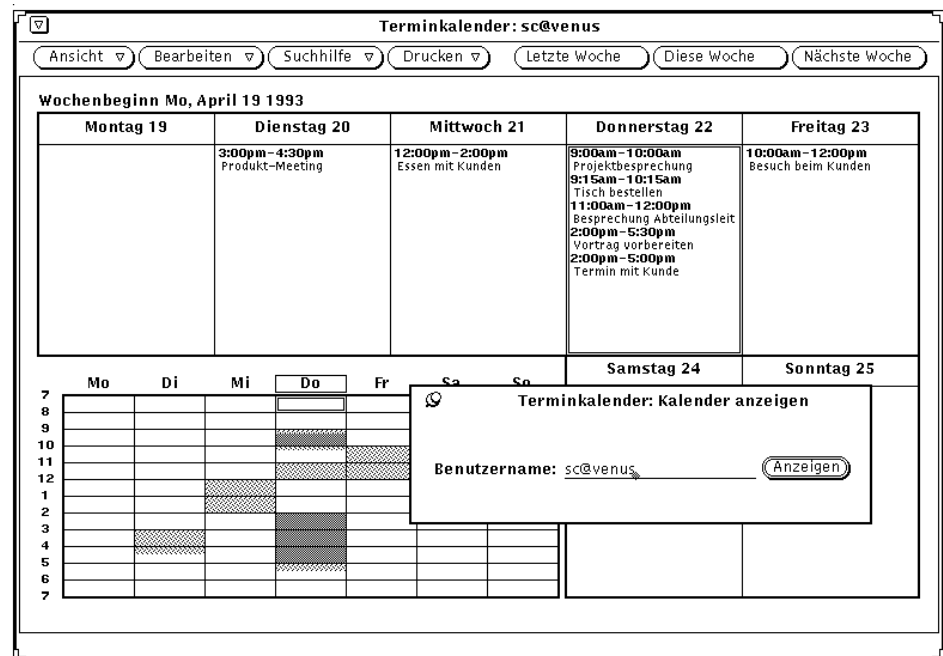 Terminkalender: sc@venus
Ansicht Bearbeiten Suchhilfe Drucken Letzte Woche Diese Woche Nächste Woche
Wochenbeginn Mo, April 19 1993
Montag 19 Dienstag 20 Mittwoch 21 Donnerstag 22 Freitag 23
3:00pm-4:30pm
Produkt-Meeting
12:00pm-2:00pm
Essen mit Kunden
9:00am-10:00am
Projektbesprechung
9:15am-10:15am
Tisch bestellen
11:00am-12:00pm
Besprechung Abteilungsleit
2:00pm-5:30pm
Vortrag vorbereiten
2:00pm-5:00pm
Termin mit Kunde
10:00am-12:00pm
Besuch beim Kunden
Samstag 24 Sonntag 25
Mo Di Mi Do Fr Sa So
7
8
9
10
11
12
1
2
3
4
5
6
7
Terminkalender: Kalender anzeigen
Benutzername: sc@venus Anzeigen